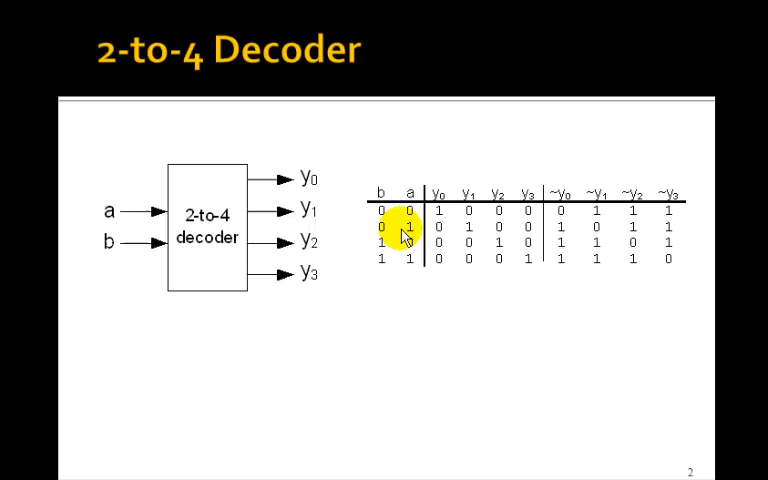 2-to-4 Decoder
a
b
2-to-4
decoder
y0
y1
y2
y3
b a y0 y1 y2 y3 ~y0 ~y1 ~y2 ~y3
0 0 1 0 0 0 0 1 1 1
0 1 0 1 0 0 1 0 1 1
1 0 0 0 1 0 1 1 0 1
1 1 0 0 0 1 1 1 1 0
2